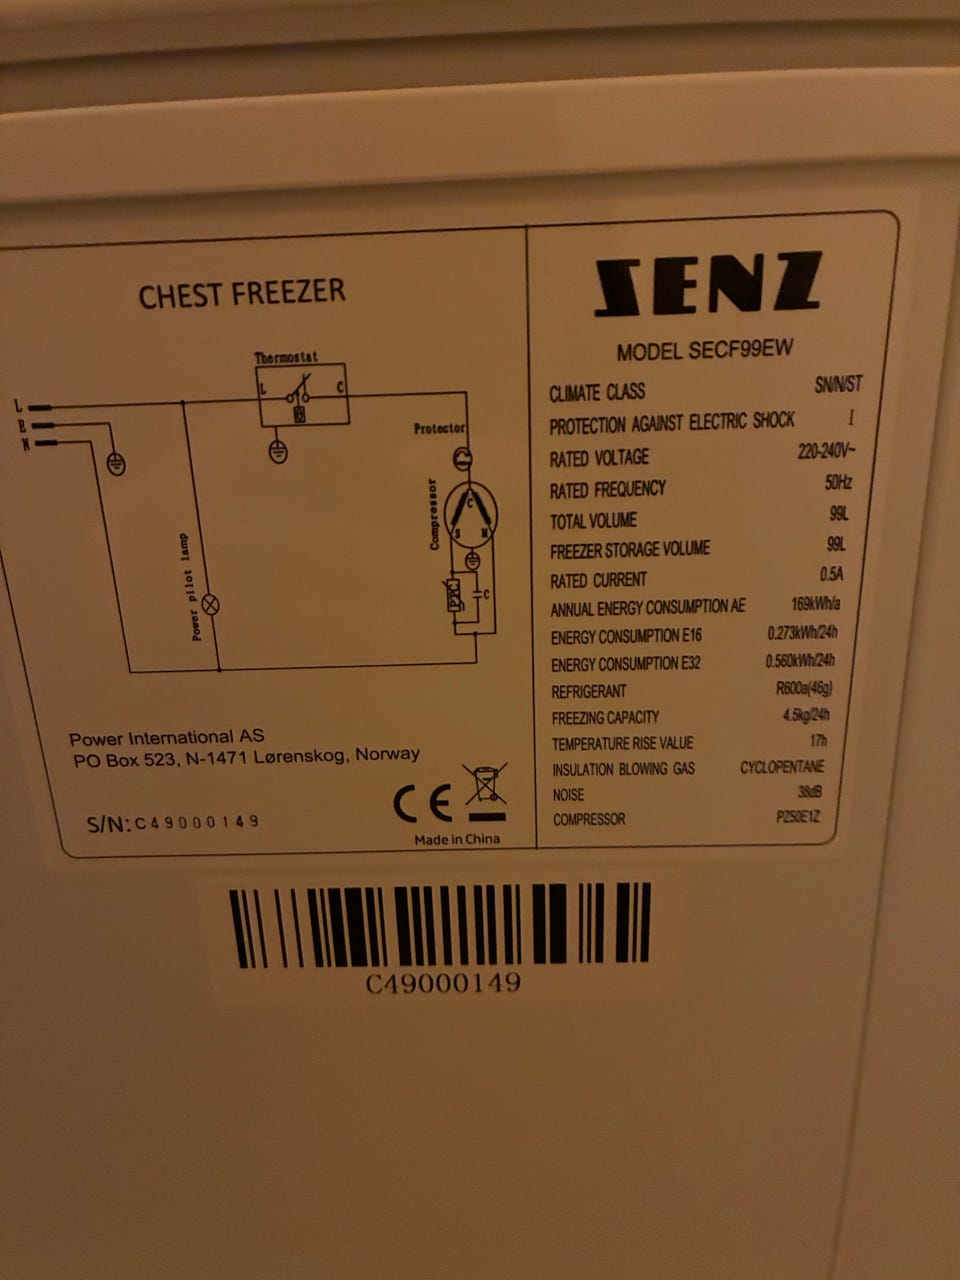 CHEST FREEZER
Thermostat
L
C
L
E
N
Protector
Compressor
C
S
M
PTC
C
Power pilot lamp
Power International AS
PO Box 523, N-1471 Lørenskog, Norway
S/N: C49000149
CE
Made in China
SENZ
MODEL SECF99EW
CLIMATE CLASS SN/N/ST
PROTECTION AGAINST ELECTRIC SHOCK I
RATED VOLTAGE 220-240V~
RATED FREQUENCY 50Hz
TOTAL VOLUME 99L
FREEZER STORAGE VOLUME 99L
RATED CURRENT 0.5A
ANNUAL ENERGY CONSUMPTION AE 169kWh/a
ENERGY CONSUMPTION E16 0.273kWh/24h
ENERGY CONSUMPTION E32 0.560kWh/24h
REFRIGERANT R600a(46g)
FREEZING CAPACITY 4.5kg/24h
TEMPERATURE RISE VALUE 17h
INSULATION BLOWING GAS CYCLOPENTANE
NOISE 38dB
COMPRESSOR PZ50E1Z
C49000149